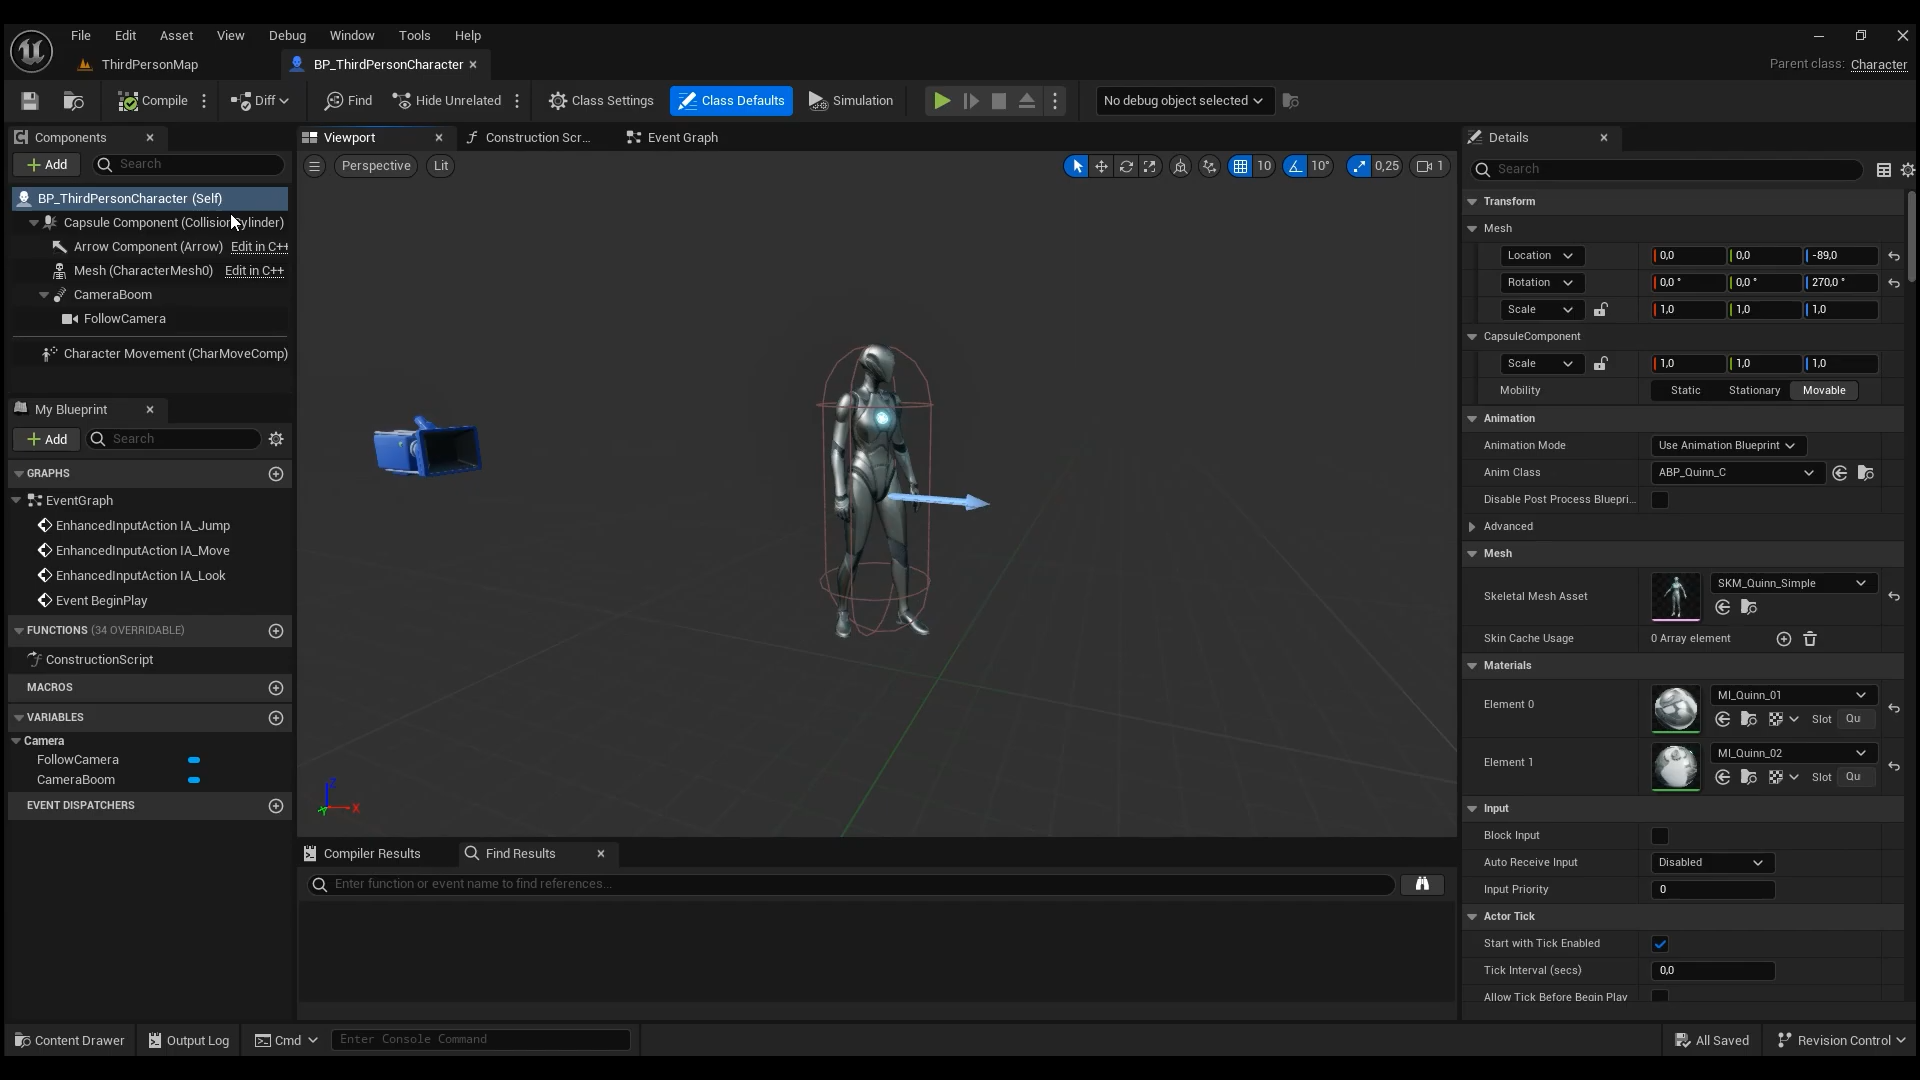 File Edit Asset View Debug Window Tools Help
ThirdPersonMap BP_ThirdPersonCharacter Parent class: Character
Compile Diff Find Hide Unrelated Class Settings Class Defaults Simulation No debug object selected
Components Viewport Construction Scr... Event Graph Details
Add Search Perspective Lit 10 10° 0,25 1 Search
BP_ThirdPersonCharacter (Self)
Capsule Component (CollisionCylinder)
Arrow Component (Arrow) Edit in C++
Mesh (CharacterMesh0) Edit in C++
CameraBoom
FollowCamera
Character Movement (CharMoveComp)
My Blueprint
Add Search
GRAPHS
EventGraph
EnhancedInputAction IA_Jump
EnhancedInputAction IA_Move
EnhancedInputAction IA_Look
Event BeginPlay
FUNCTIONS (34 OVERRIDABLE)
ConstructionScript
MACROS
VARIABLES
Camera
FollowCamera
CameraBoom
EVENT DISPATCHERS
Z
X
Y
Compiler Results Find Results
Enter function or event name to find references...
Transform
Mesh
Location 0,0 0,0 -89,0
Rotation 0,0 ° 0,0 ° 270,0 °
Scale 1,0 1,0 1,0
CapsuleComponent
Scale 1,0 1,0 1,0
Mobility Static Stationary Movable
Animation
Animation Mode Use Animation Blueprint
Anim Class ABP_Quinn_C
Disable Post Process Bluepri...
Advanced
Mesh
Skeletal Mesh Asset SKM_Quinn_Simple
Skin Cache Usage 0 Array element
Materials
Element 0 MI_Quinn_01
Slot Qu
Element 1 MI_Quinn_02
Slot Qu
Input
Block Input
Auto Receive Input Disabled
Input Priority 0
Actor Tick
Start with Tick Enabled
Tick Interval (secs) 0,0
Allow Tick Before Begin Play
Content Drawer Output Log Cmd Enter Console Command All Saved Revision Control